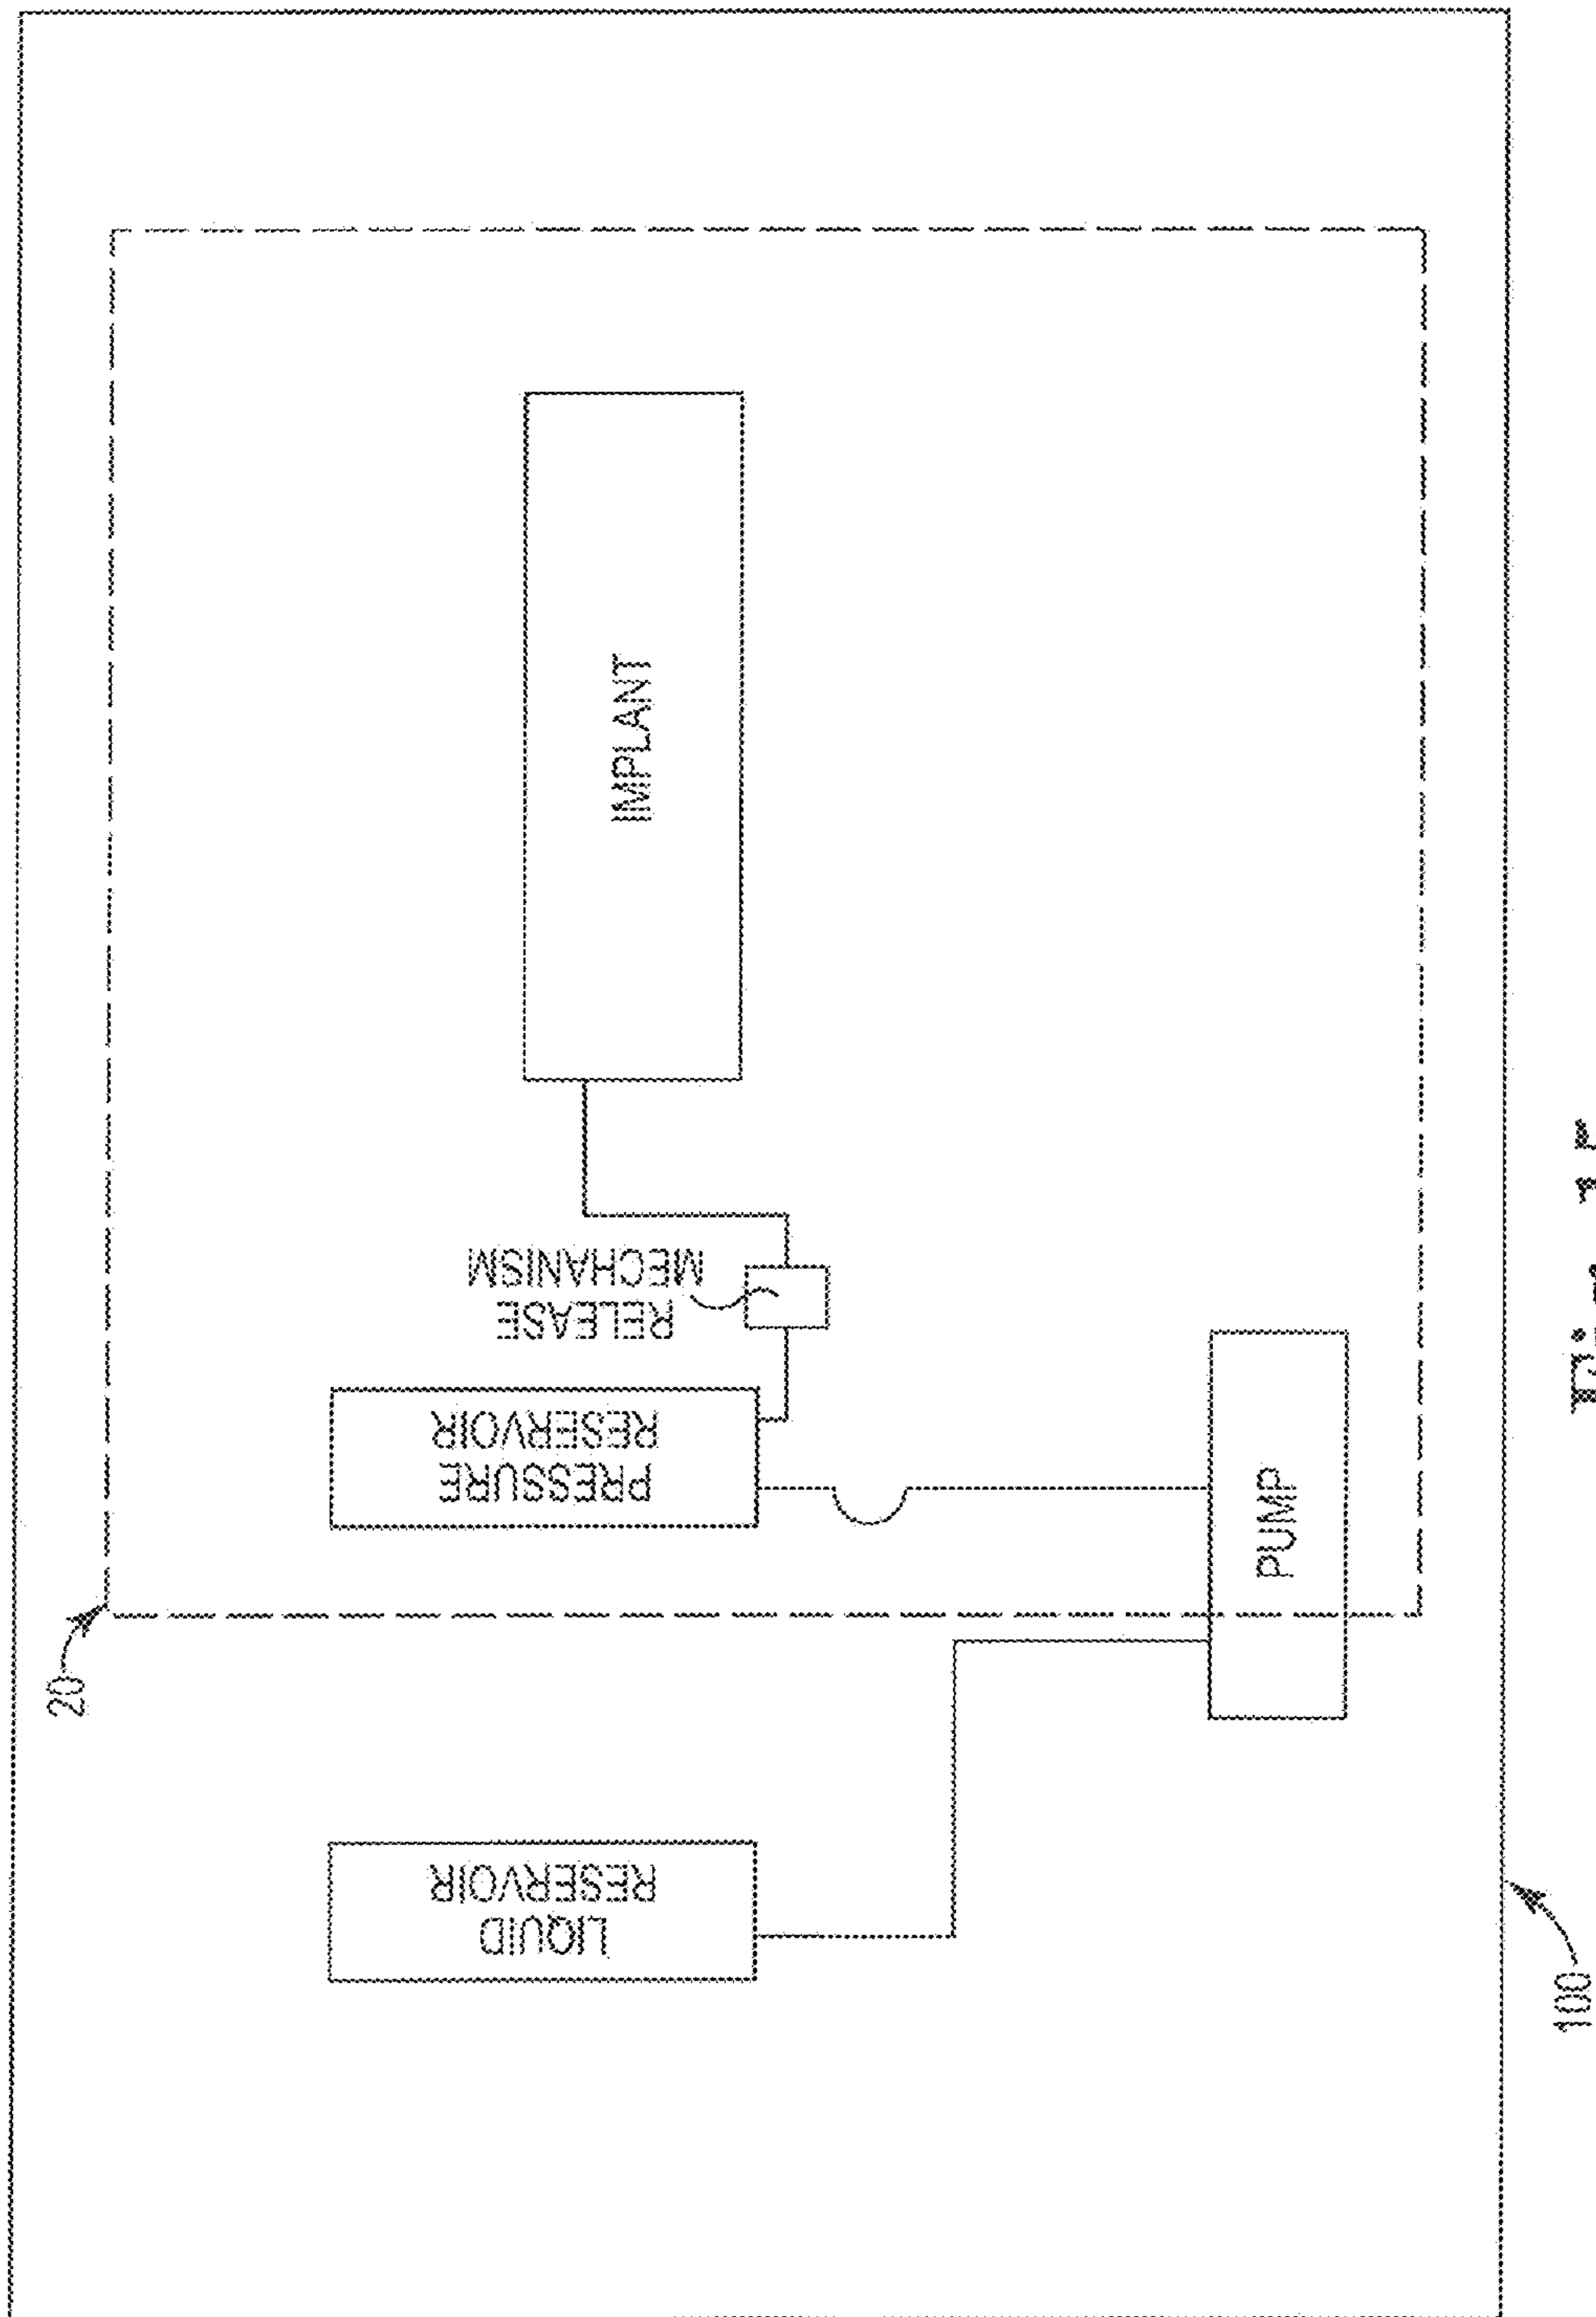 20
LIQUID
RESERVOIR
PRESSURE
RESERVOIR
RELEASE
MECHANISM
IMPLANT
PUMP
100